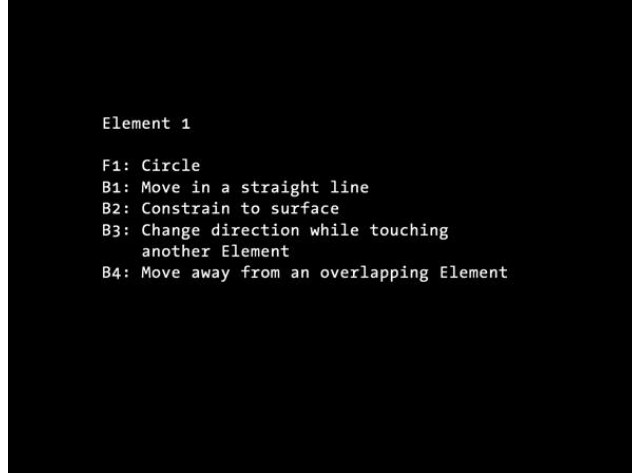 Element 1
F1: Circle
B1: Move in a straight line
B2: Constrain to surface
B3: Change direction while touching
another Element
B4: Move away from an overlapping Element